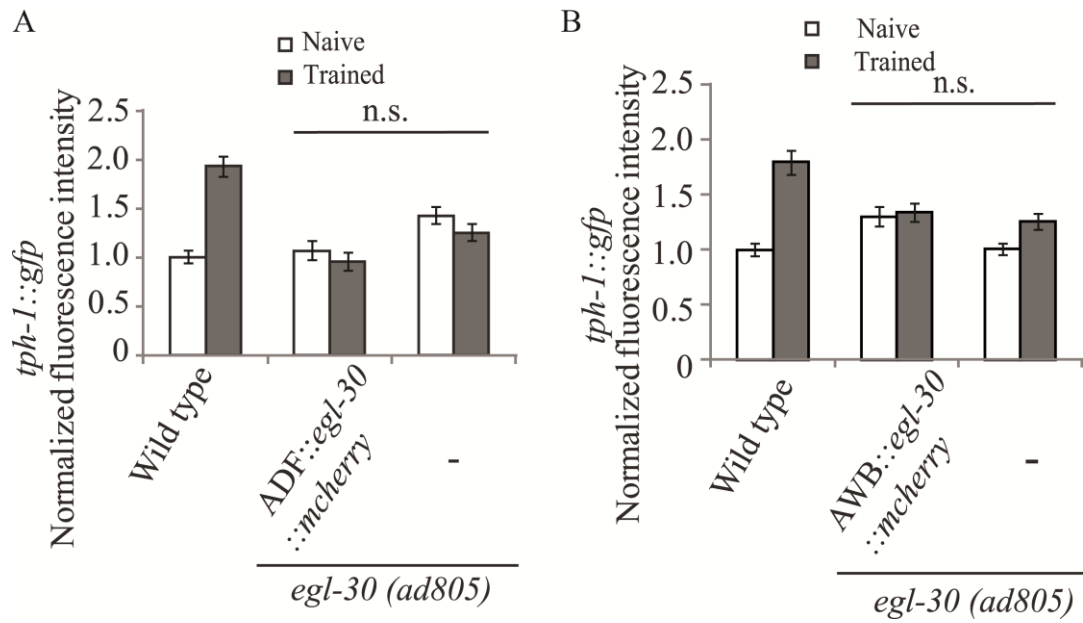 A
Naive
Trained
n.s.
tph-1::gfp
Normalized fluorescence intensity
2.5
2.0
1.5
1.0
0.5
0
Wild type
ADF::egl-30
::mcherry
-
egl-30 (ad805)
B
Naive
Trained
n.s.
tph-1::gfp
Normalized fluorescence intensity
2.5
2.0
1.5
1.0
0.5
0
Wild type
AWB::egl-30
::mcherry
-
egl-30 (ad805)